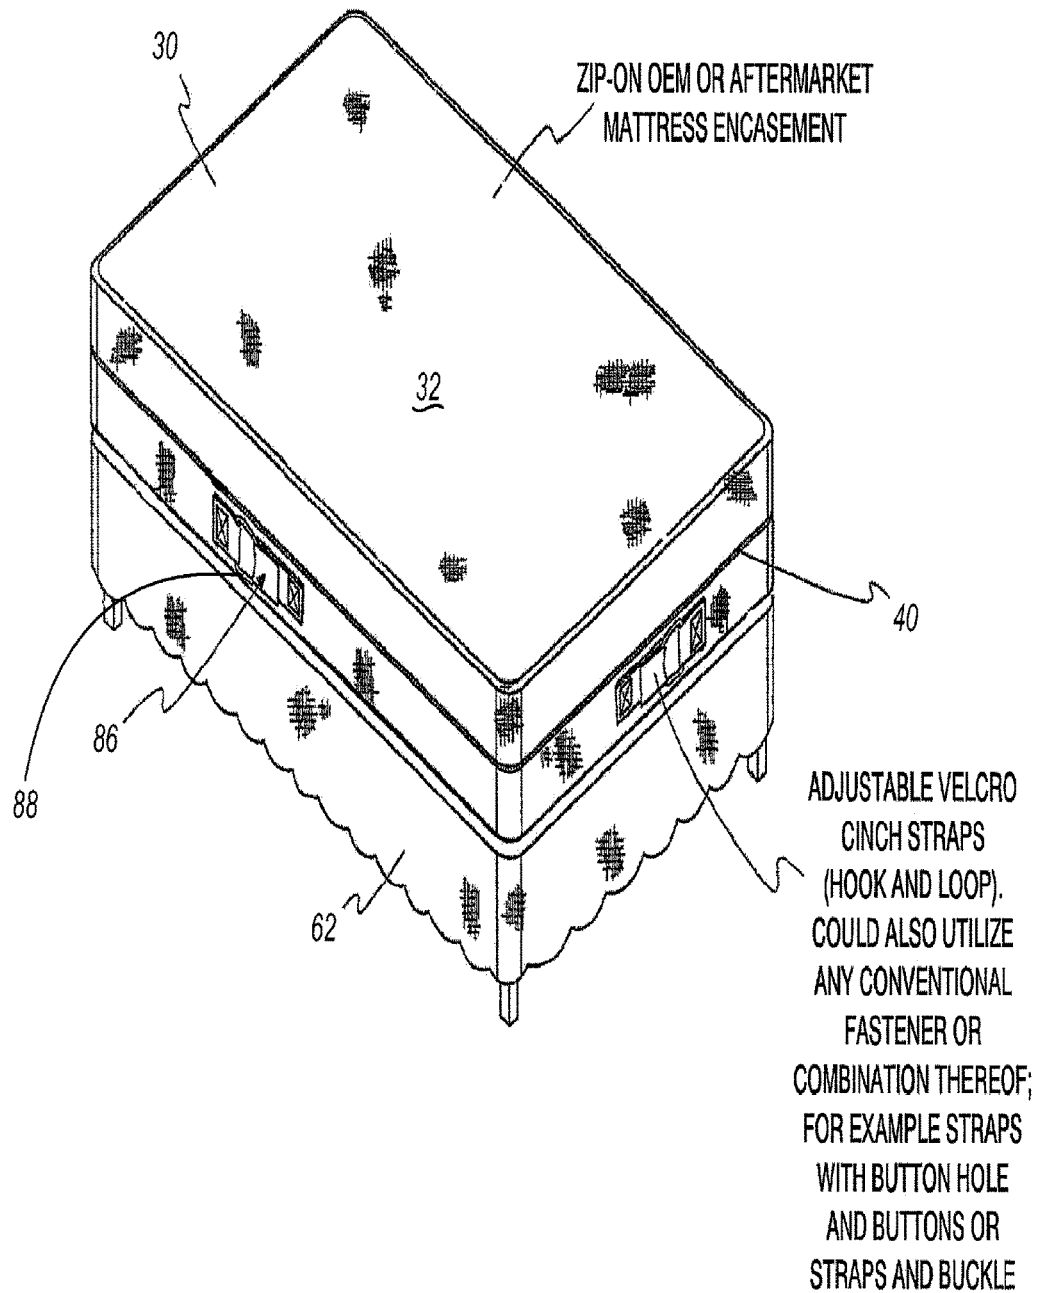 30
ZIP-ON OEM OR AFTERMARKET
MATTRESS ENCASEMENT
32
40
86
88
62
ADJUSTABLE VELCRO
CINCH STRAPS
(HOOK AND LOOP).
COULD ALSO UTILIZE
ANY CONVENTIONAL
FASTENER OR
COMBINATION THEREOF;
FOR EXAMPLE STRAPS
WITH BUTTON HOLE
AND BUTTONS OR
STRAPS AND BUCKLE